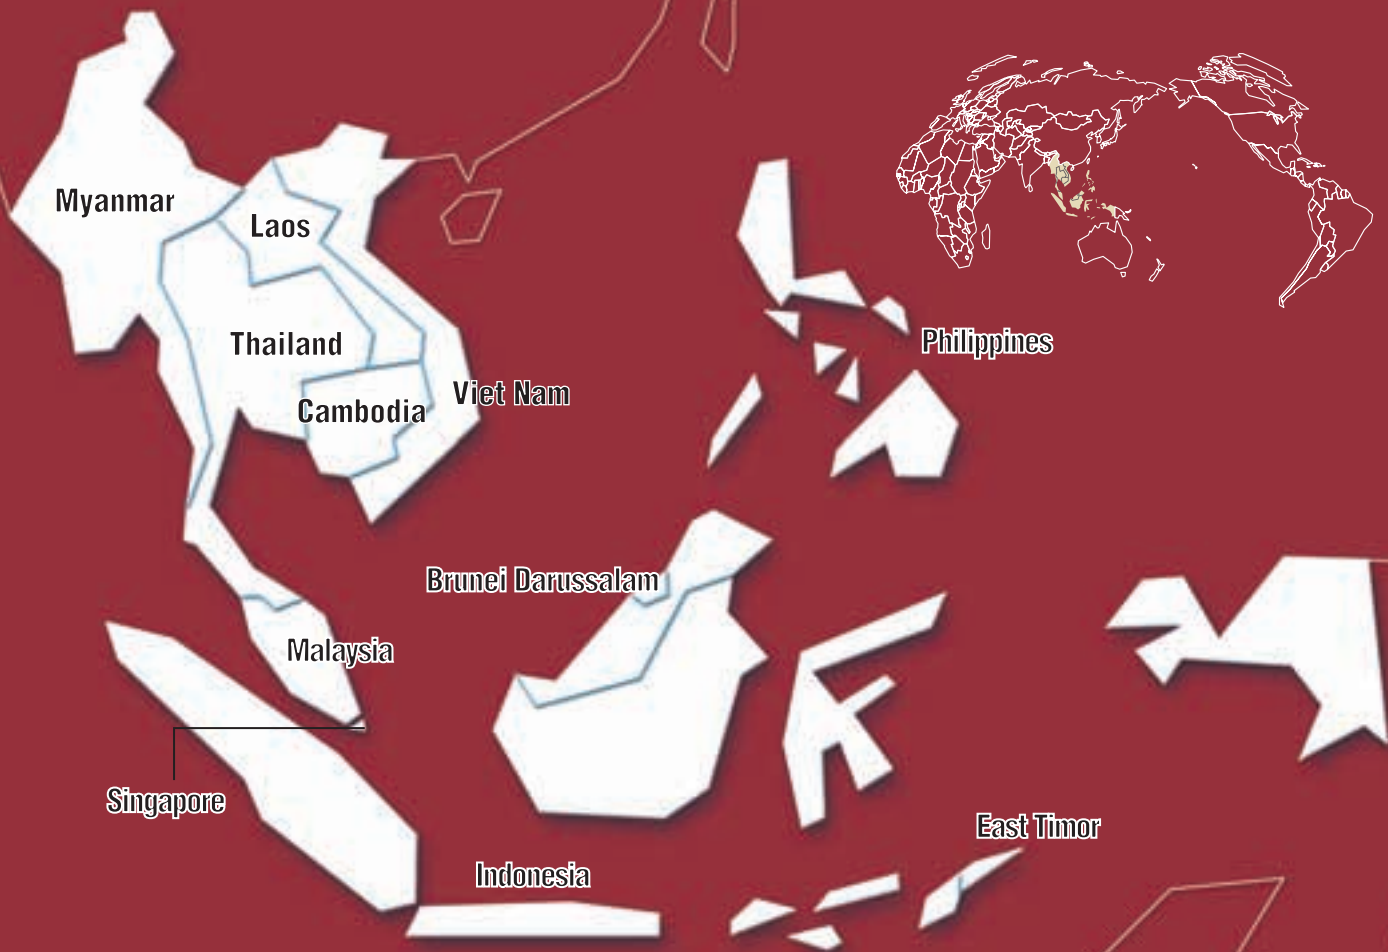 Myanmar
Laos
Thailand
Philippines
Viet Nam
Cambodia
Brunei Darussalam
Malaysia
Singapore
East Timor
Indonesia